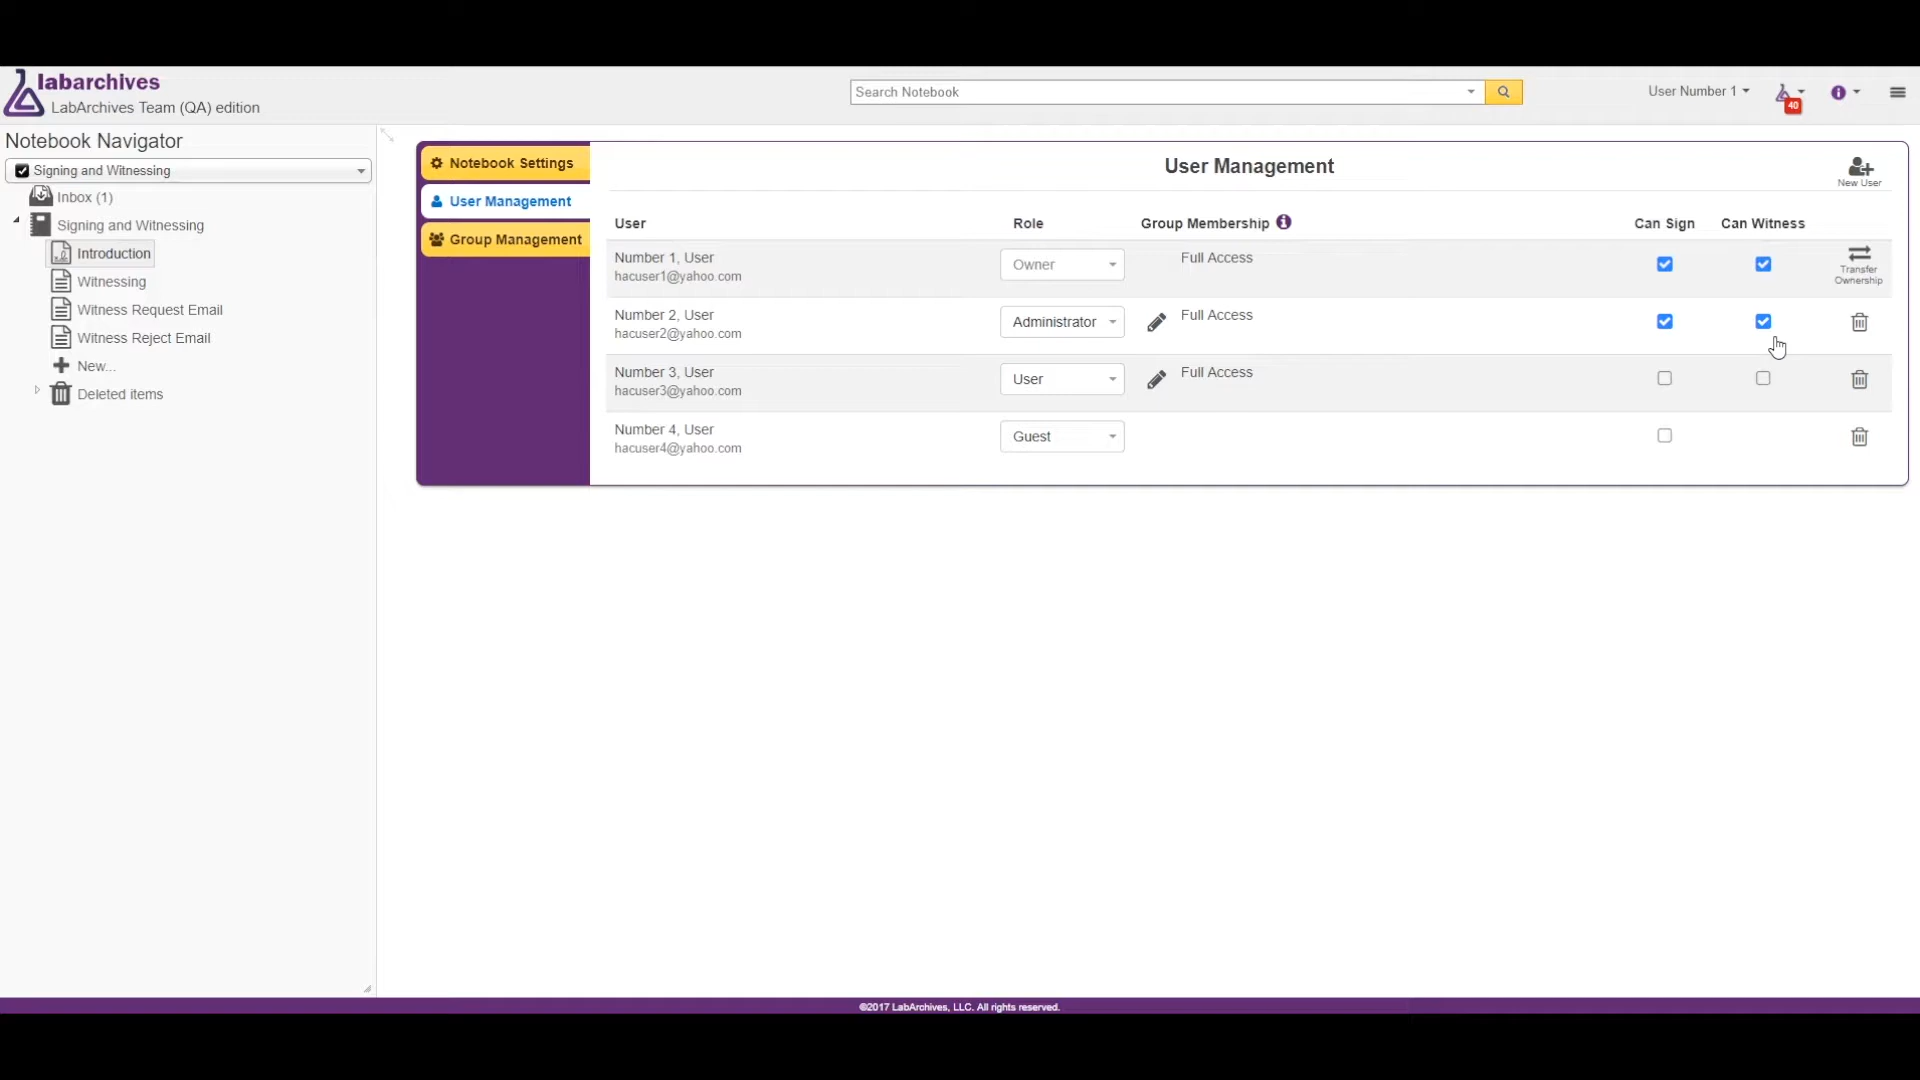 labarchives
LabArchives Team (QA) edition
Search Notebook
User Number 1
40
Notebook Navigator
Signing and Witnessing
Inbox (1)
Signing and Witnessing
Introduction
Witnessing
Witness Request Email
Witness Reject Email
New...
Deleted items
Notebook Settings
User Management
Group Management
User Management
New User
User Role Group Membership Can Sign Can Witness
Number 1, User Owner Full Access
hacuser1@yahoo.com
Transfer
Ownership
Number 2, User Administrator Full Access
hacuser2@yahoo.com
Number 3, User User Full Access
hacuser3@yahoo.com
Number 4, User Guest
hacuser4@yahoo.com
©2017 LabArchives, LLC. All rights reserved.